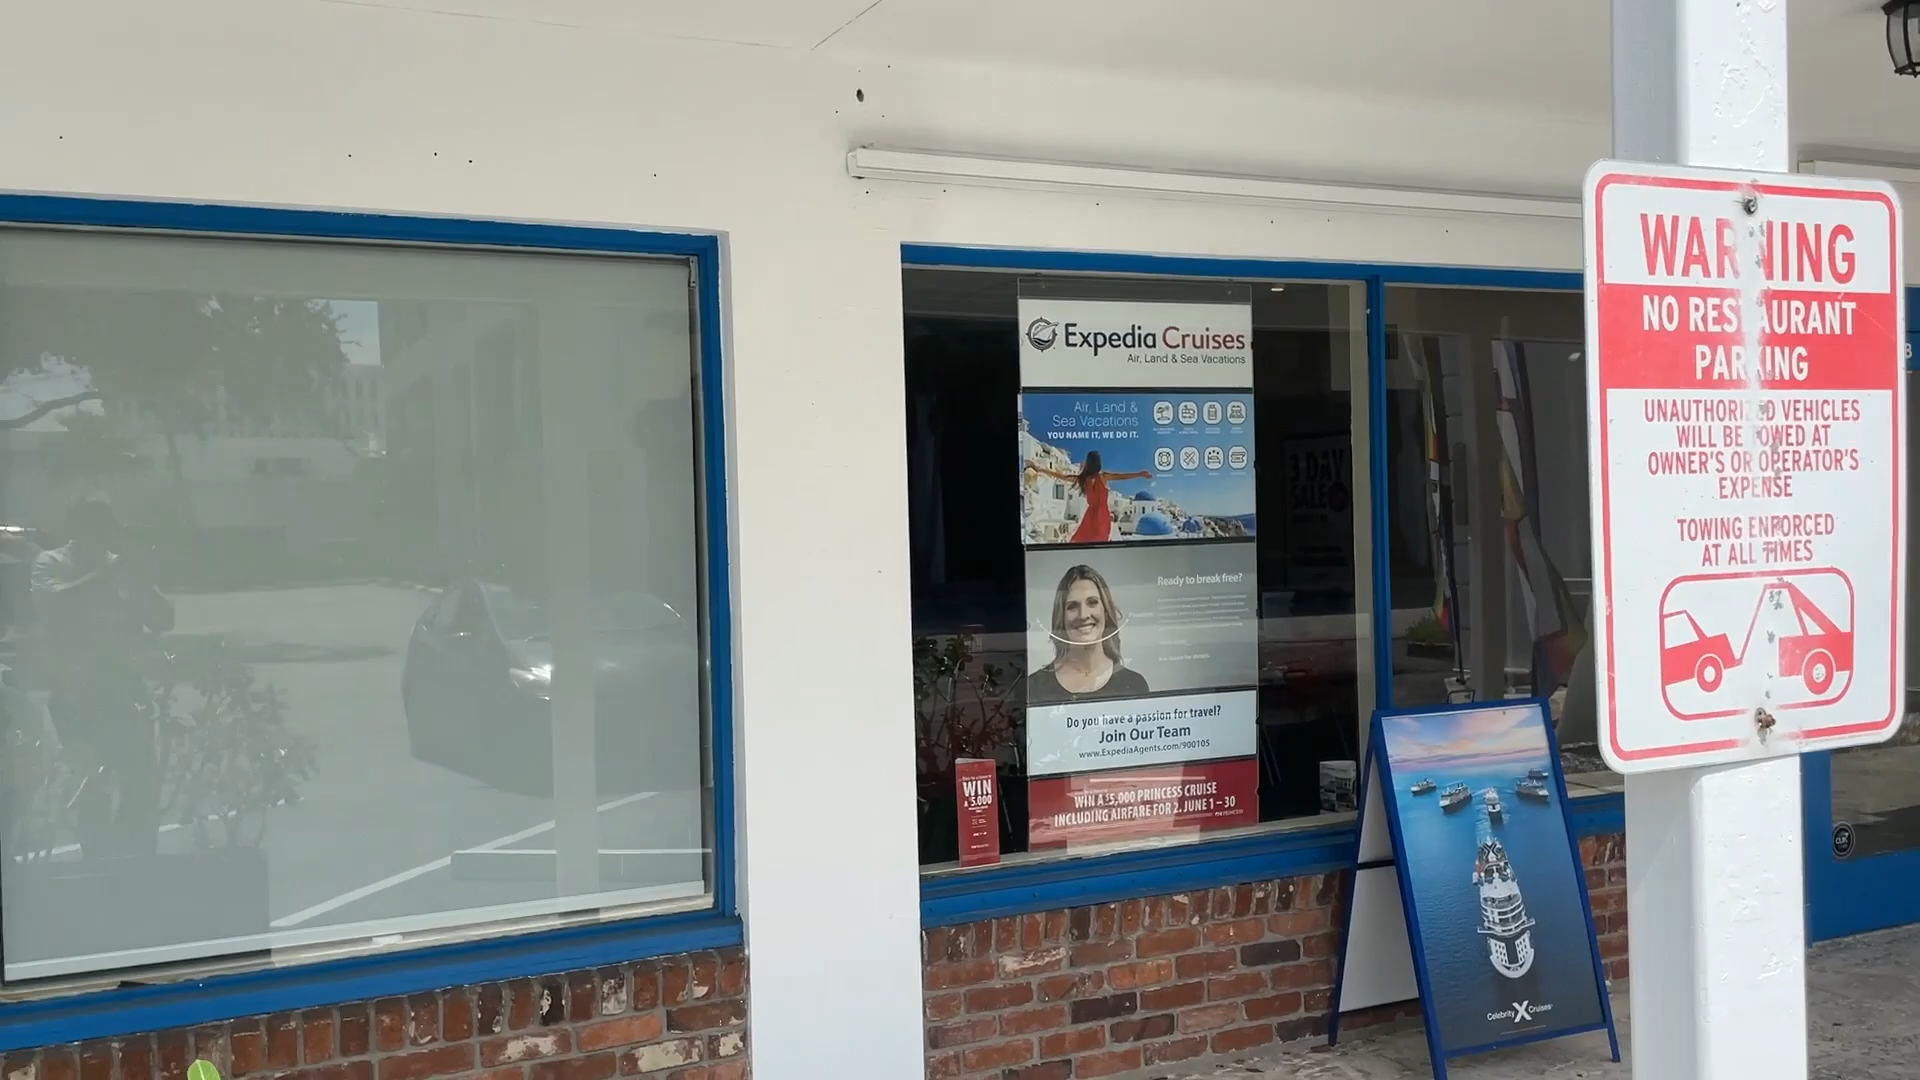 Expedia Cruises
Air, Land & Sea Vacations
Air, Land &
Sea Vacations
YOU NAME IT, WE DO IT.
3 DAY
SALE
Ready to break free?
Do you have a passion for travel?
Join Our Team
www.ExpediaAgents.com/900105
WIN A $5,000 PRINCESS CRUISE
INCLUDING AIRFARE FOR 2. JUNE 1–30
WIN
A $5,000
Celebrity X Cruises
WARNING
NO RESTAURANT
PARKING
UNAUTHORIZED VEHICLES
WILL BE TOWED AT
OWNER'S OR OPERATOR'S
EXPENSE
TOWING ENFORCED
AT ALL TIMES